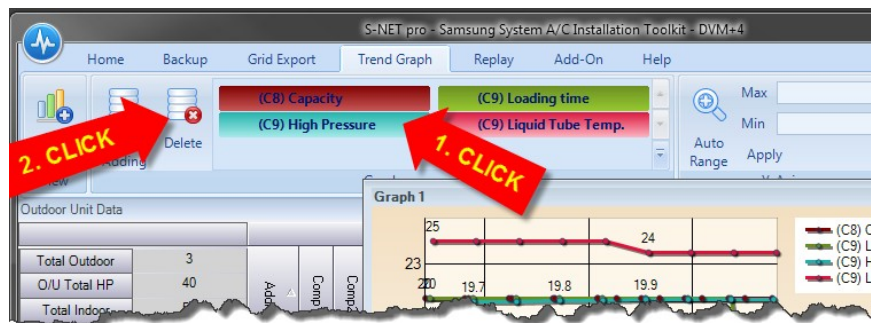 S-NET pro - Samsung System A/C Installation Toolkit - DVM+4
Home Backup Grid Export Trend Graph Replay Add-On Help
(C8) Capacity
(C9) Loading time
(C9) High Pressure
(C9) Liquid Tube Temp.
Delete
2. CLICK
1. CLICK
Auto
Range
Max
Min
Apply
Graph 1
25
24
23
19.7
19.8
19.9
(C8) C
(C9) L
(C9) H
(C9) L
Outdoor Unit Data
Total Outdoor 3
O/U Total HP 40
Total Indoor
Comp
Comp